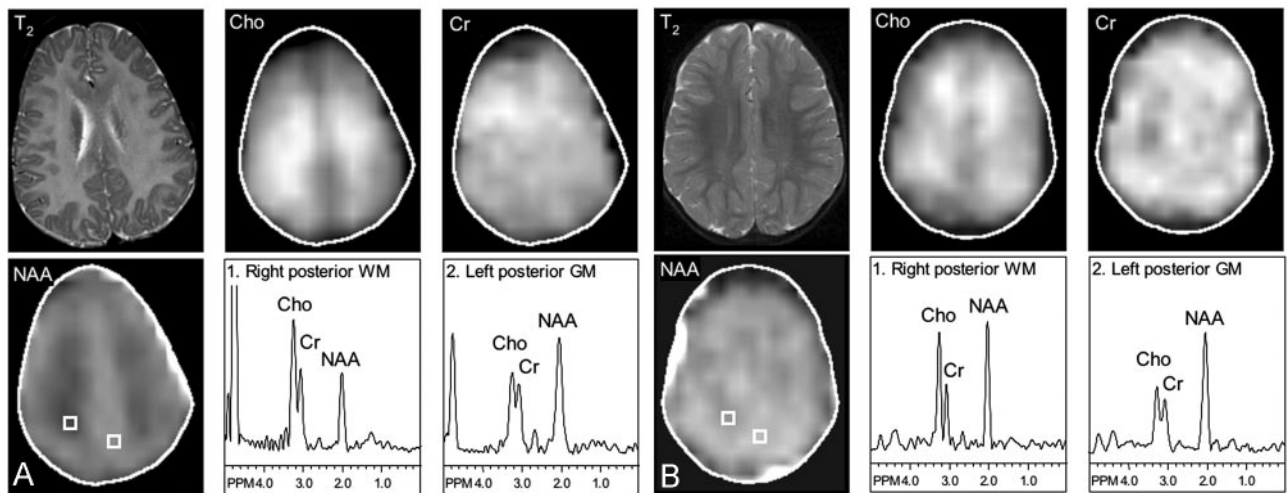 T2
Cho
Cr
NAA
A
1. Right posterior WM
Cho
Cr
NAA
PPM 4.0 3.0 2.0 1.0
2. Left posterior GM
Cho
Cr
NAA
PPM 4.0 3.0 2.0 1.0
T2
Cho
Cr
NAA
B
1. Right posterior WM
Cho
Cr
NAA
PPM 4.0 3.0 2.0 1.0
2. Left posterior GM
Cho
Cr
NAA
PPM 4.0 3.0 2.0 1.0